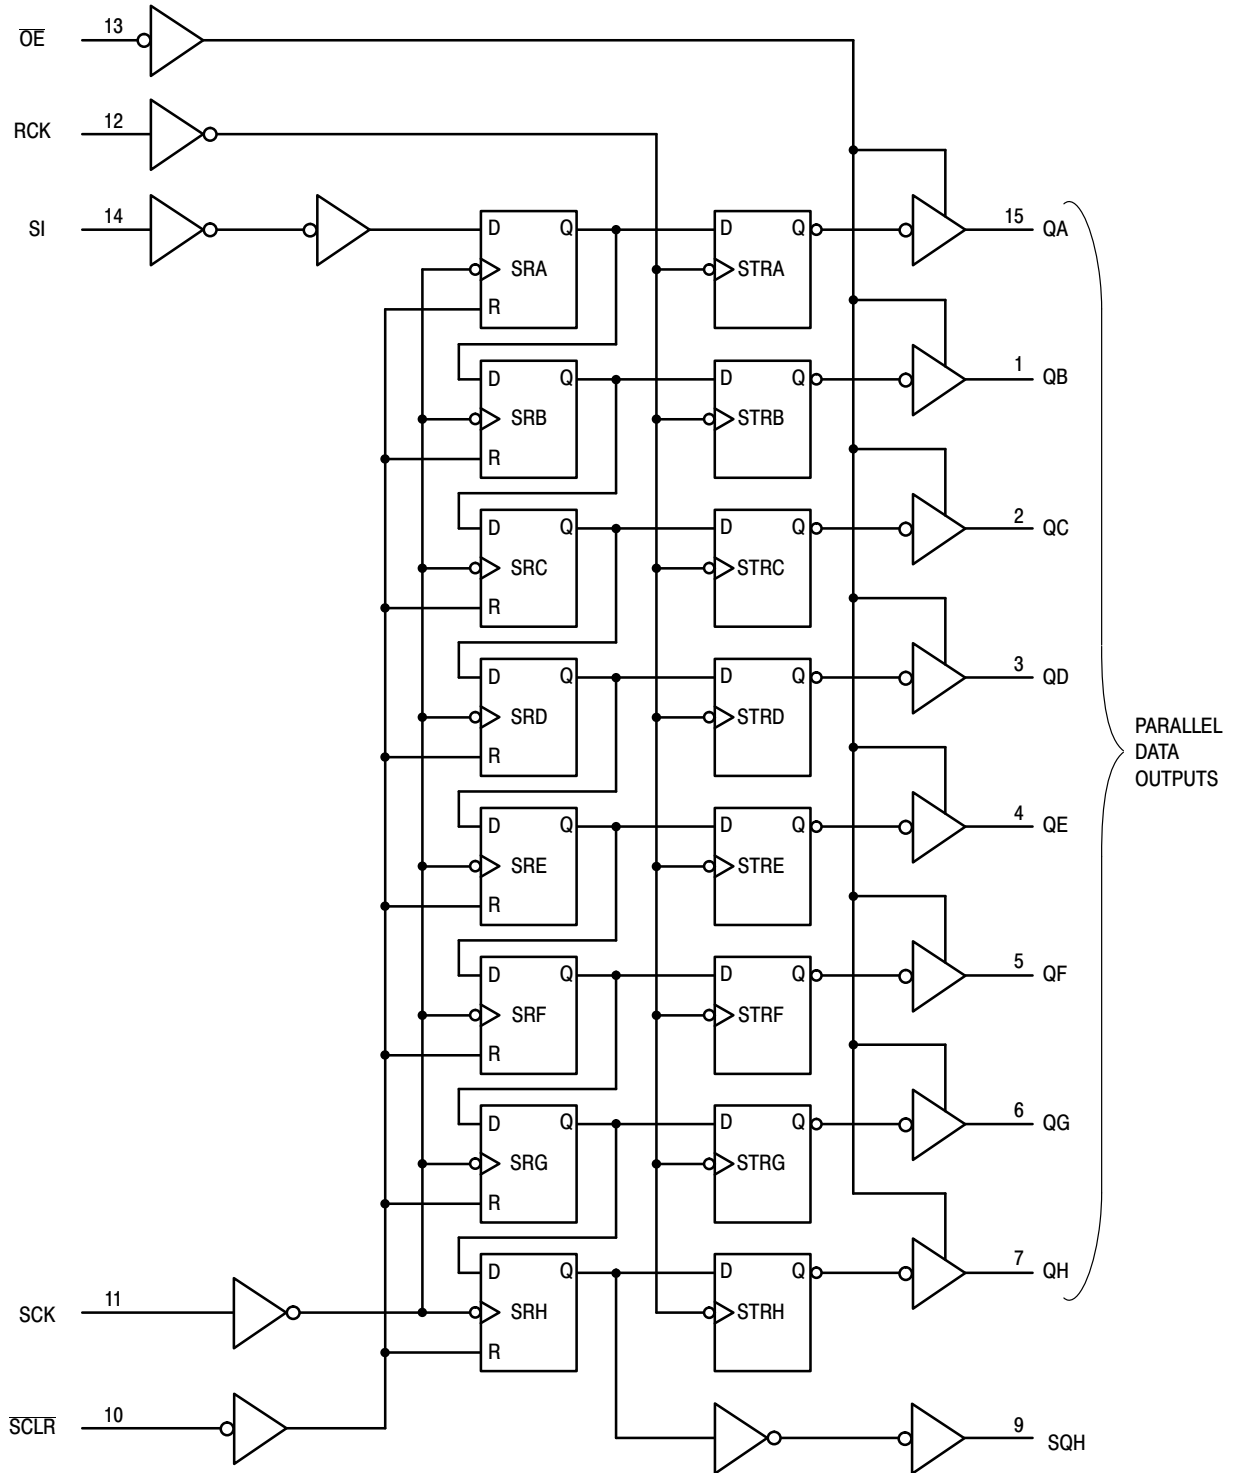 O̅E̅ 13
RCK 12
SI 14
D Q
SRA
R
D Q
STRA
15 QA
D Q
SRB
R
D Q
STRB
1 QB
D Q
SRC
R
D Q
STRC
2 QC
D Q
SRD
R
D Q
STRD
3 QD
PARALLEL
DATA
OUTPUTS
D Q
SRE
R
D Q
STRE
4 QE
D Q
SRF
R
D Q
STRF
5 QF
D Q
SRG
R
D Q
STRG
6 QG
D Q
SRH
R
D Q
STRH
7 QH
SCK 11
S̅C̅L̅R̅ 10
9 SQH